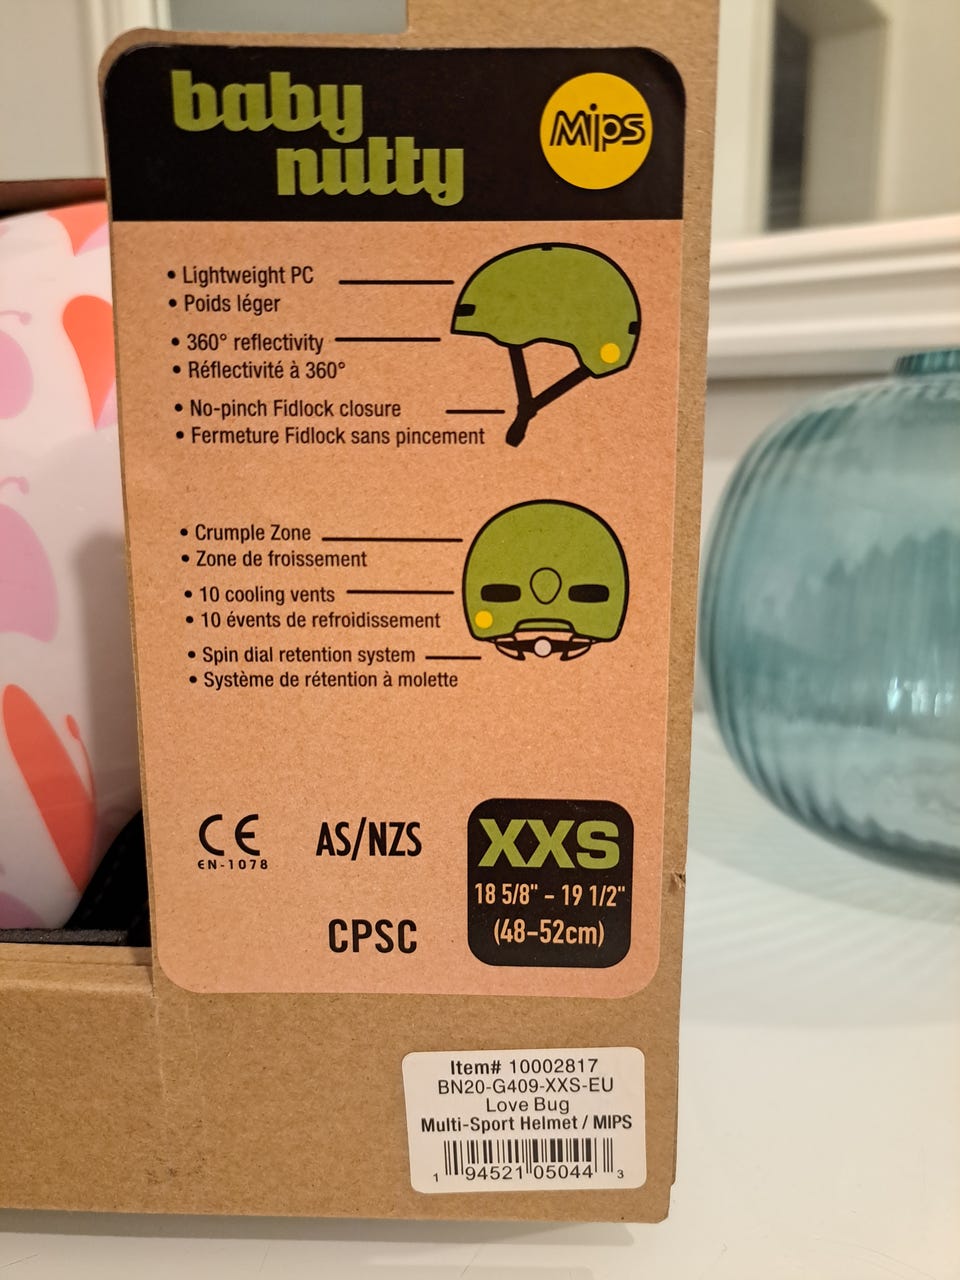 baby
nutty
Mips
• Lightweight PC
• Poids léger
• 360° reflectivity
• Réflectivité à 360°
• No-pinch Fidlock closure
• Fermeture Fidlock sans pincement
• Crumple Zone
• Zone de froissement
• 10 cooling vents
• 10 évents de refroidissement
• Spin dial retention system
• Système de rétention à molette
CE
EN-1078
AS/NZS
CPSC
XXS
18 5/8" - 19 1/2"
(48-52cm)
Item# 10002817
BN20-G409-XXS-EU
Love Bug
Multi-Sport Helmet / MIPS
1 94521 05044 3